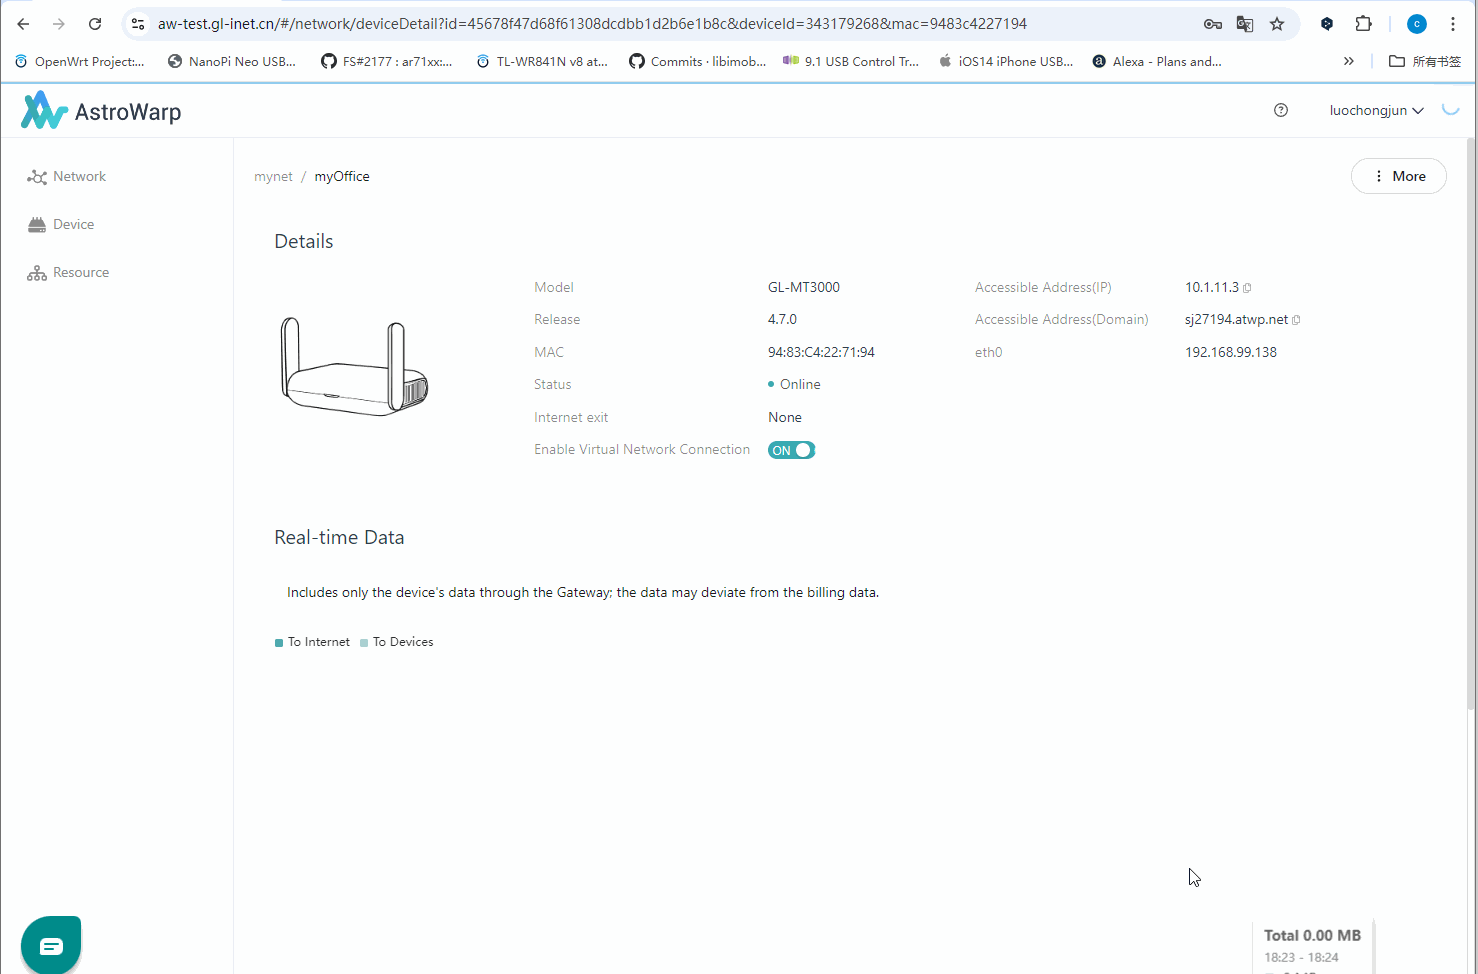 aw-test.gl-inet.cn/#/network/deviceDetail?id=45678f47d68f61308dcdbb1d2b6e1b8c&deviceId=343179268&mac=9483c4227194
OpenWrt Project:... NanoPi Neo USB... FS#2177 : ar71xx:... TL-WR841N v8 at... Commits · libimob... 9.1 USB Control Tr... iOS14 iPhone USB... Alexa - Plans and... » 所有书签
AstroWarp
luochongjun
Network
Device
Resource
mynet / myOffice
More
Details
Model GL-MT3000 Accessible Address(IP) 10.1.11.3
Release 4.7.0 Accessible Address(Domain) sj27194.atwp.net
MAC 94:83:C4:22:71:94 eth0 192.168.99.138
Status Online
Internet exit None
Enable Virtual Network Connection ON
Real-time Data
Includes only the device's data through the Gateway; the data may deviate from the billing data.
To Internet To Devices
Total 0.00 MB
18:23 - 18:24